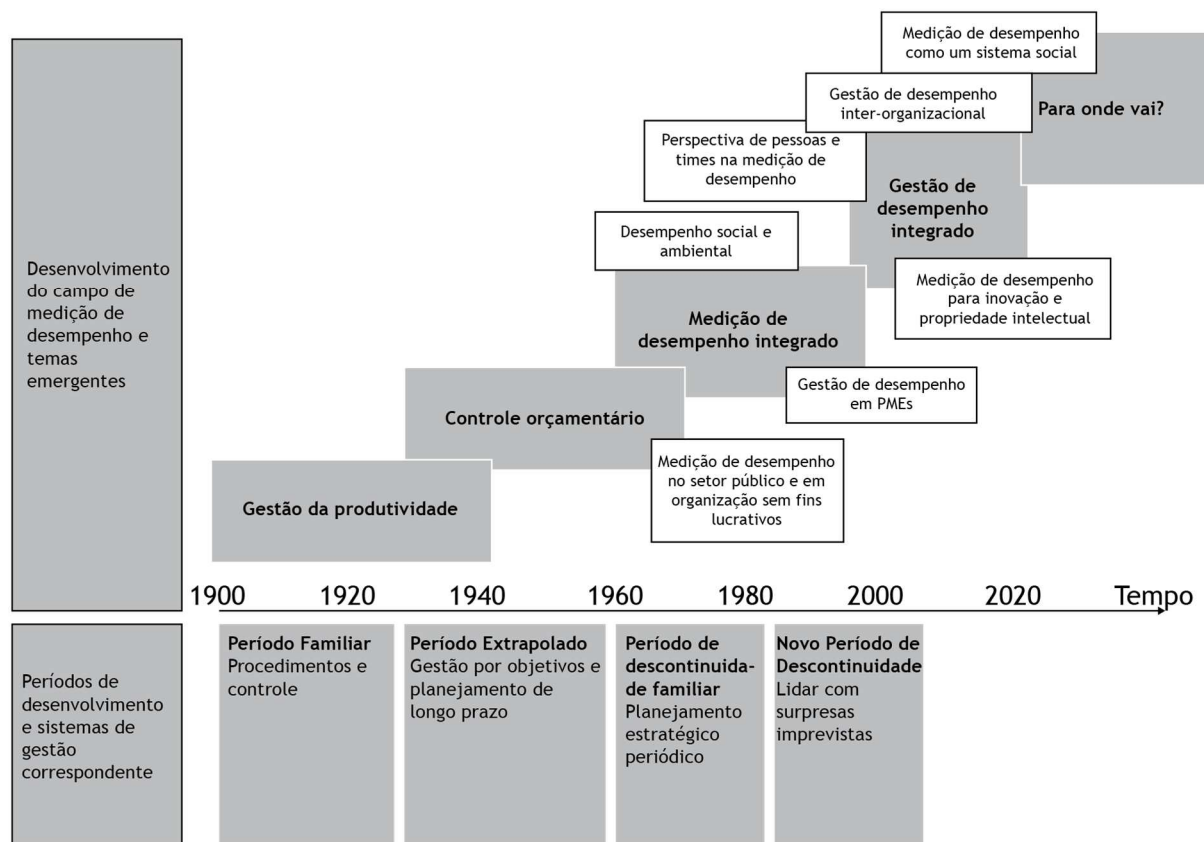 Medição de desempenho
como um sistema social
Gestão de desempenho
inter-organizacional
Para onde vai?
Perspectiva de pessoas e
times na medição de
desempenho
Gestão de
desempenho
integrado
Desempenho social e
ambiental
Desenvolvimento
do campo de
medição de
desempenho e
temas
emergentes
Medição de desempenho
para inovação e
propriedade intelectual
Medição de
desempenho integrado
Gestão de desempenho
em PMEs
Controle orçamentário
Medição de desempenho
no setor público e em
organização sem fins
lucrativos
Gestão da produtividade
1900 1920 1940 1960 1980 2000 2020 Tempo
Períodos de
desenvolvimento
e sistemas de
gestão
correspondente
Período Familiar
Procedimentos e
controle
Período Extrapolado
Gestão por objetivos e
planejamento de
longo prazo
Período de
descontinuida-
de familiar
Planejamento
estratégico
periódico
Novo Período de
Descontinuidade
Lidar com
surpresas
imprevistas